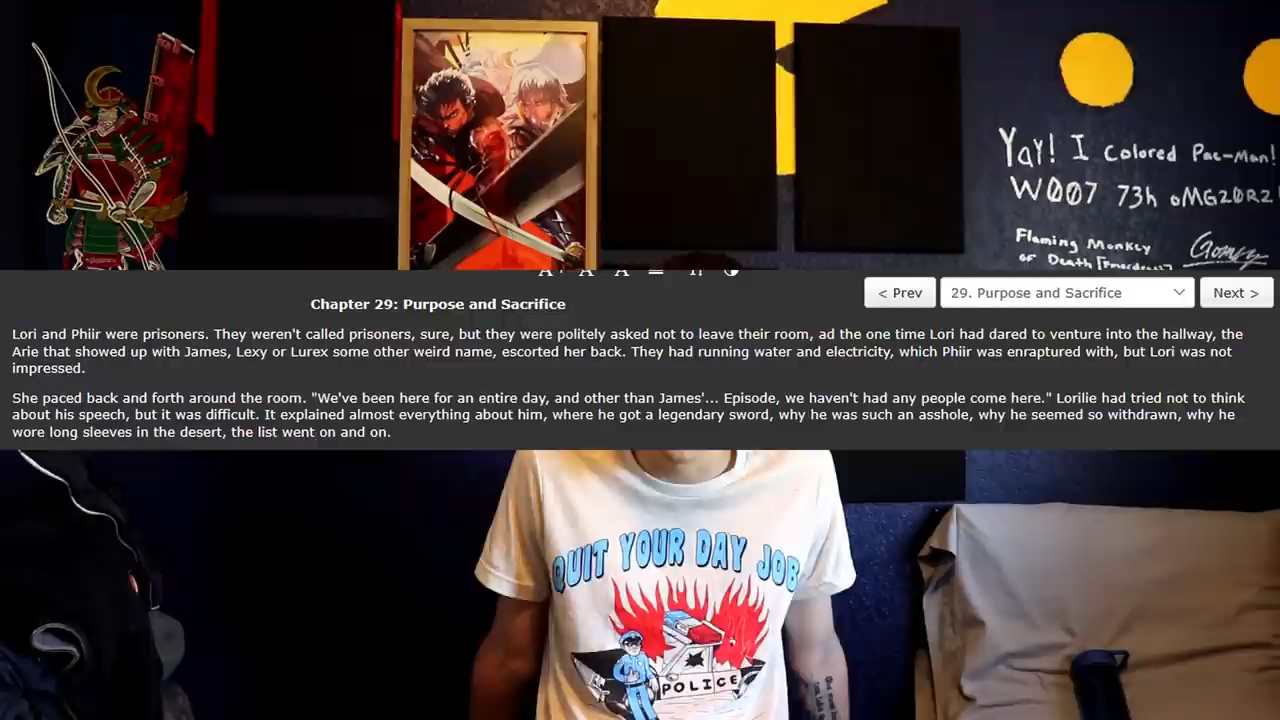 Yay! I Colored Pac-Man!
W007 73h oMG2DR2
Flaming Monkey
of Death
Chapter 29: Purpose and Sacrifice
< Prev
29. Purpose and Sacrifice
Next >
Lori and Phiir were prisoners. They weren't called prisoners, sure, but they were politely asked not to leave their room, ad the one time Lori had dared to venture into the hallway, the
Arie that showed up with James, Lexy or Lurex some other weird name, escorted her back. They had running water and electricity, which Phiir was enraptured with, but Lori was not
impressed.
She paced back and forth around the room. "We've been here for an entire day, and other than James'... Episode, we haven't had any people come here." Lorilie had tried not to think
about his speech, but it was difficult. It explained almost everything about him, where he got a legendary sword, why he was such an asshole, why he seemed so withdrawn, why he
wore long sleeves in the desert, the list went on and on.
QUIT YOUR DAY JOB
POLICE